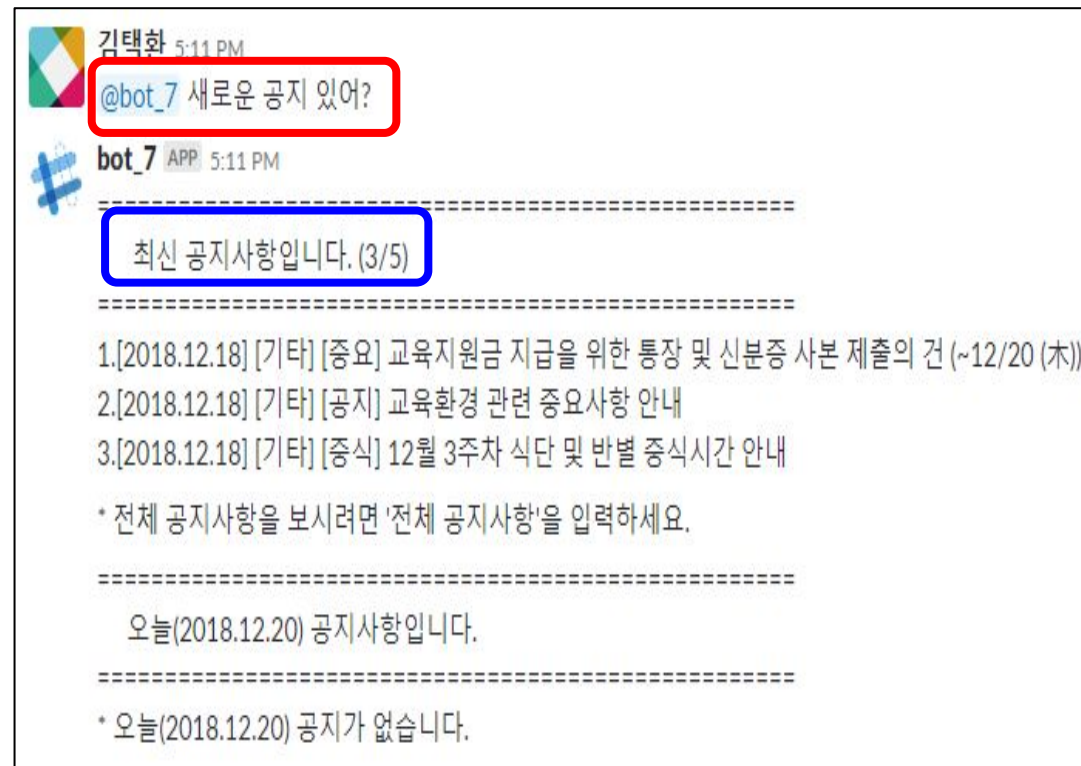 김택환 5:11 PM
@bot_7 새로운 공지 있어?
bot_7 APP 5:11 PM
====================================================
최신 공지사항입니다. (3/5)
====================================================
1.[2018.12.18] [기타] [중요] 교육지원금 지급을 위한 통장 및 신분증 사본 제출의 건 (~12/20 (木))
2.[2018.12.18] [기타] [공지] 교육환경 관련 중요사항 안내
3.[2018.12.18] [기타] [중식] 12월 3주차 식단 및 반별 중식시간 안내
* 전체 공지사항을 보시려면 '전체 공지사항'을 입력하세요.
====================================================
오늘(2018.12.20) 공지사항입니다.
====================================================
* 오늘(2018.12.20) 공지가 없습니다.